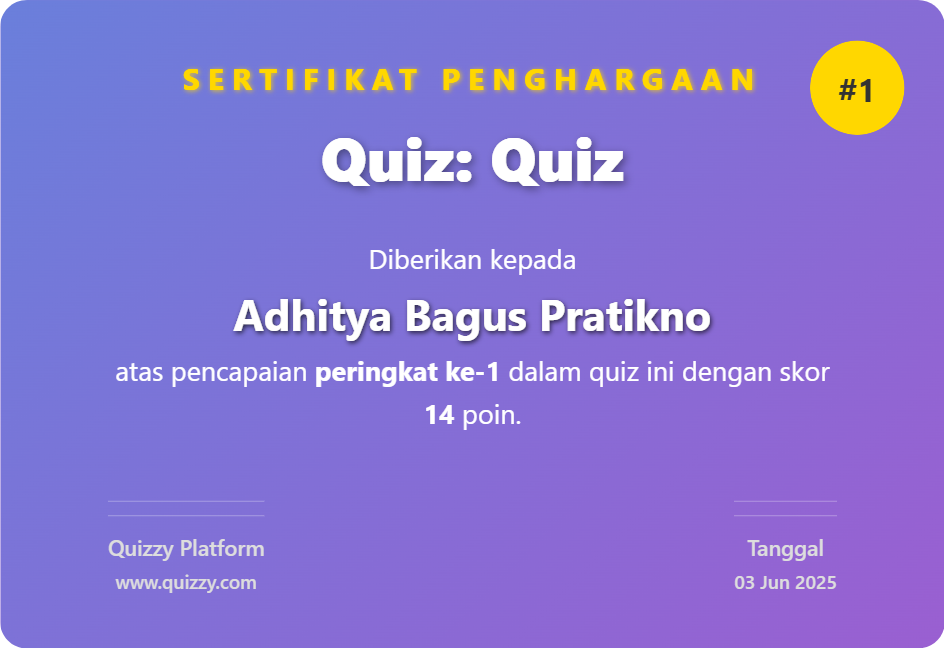 SERTIFIKAT PENGHARGAAN
#1
Quiz: Quiz
Diberikan kepada
Adhitya Bagus Pratikno
atas pencapaian peringkat ke-1 dalam quiz ini dengan skor
14 poin.
Quizzy Platform
www.quizzy.com
Tanggal
03 Jun 2025